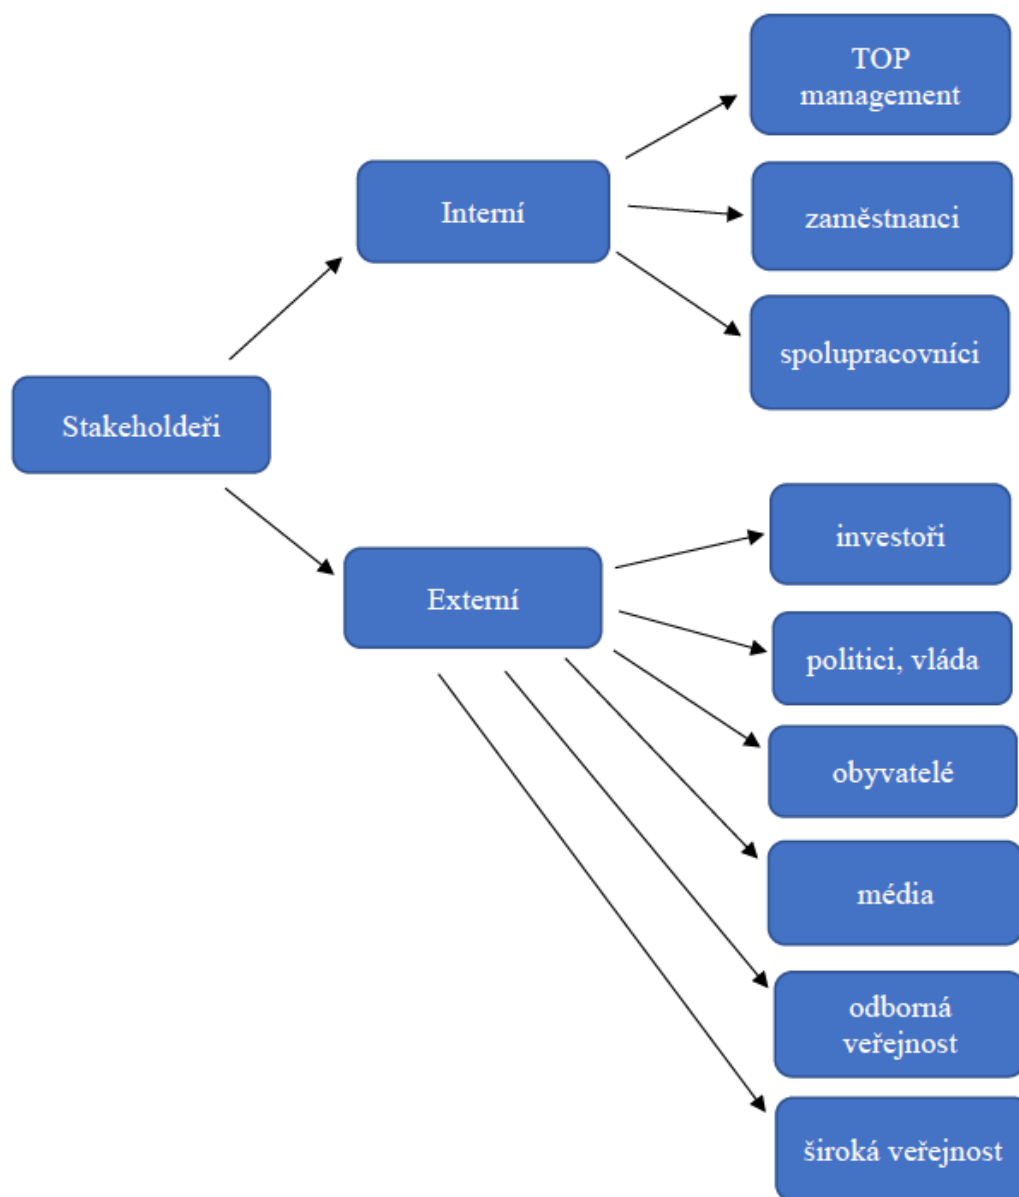 TOP
management
Interní
zaměstnanci
spolupracovníci
Stakeholdeři
investoři
Externí
politici, vláda
obyvatelé
média
odborná
veřejnost
široká veřejnost